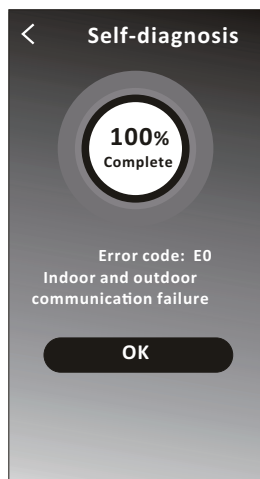 Self-diagnosis
100%
Complete
Error code: E0
Indoor and outdoor
communication failure
OK